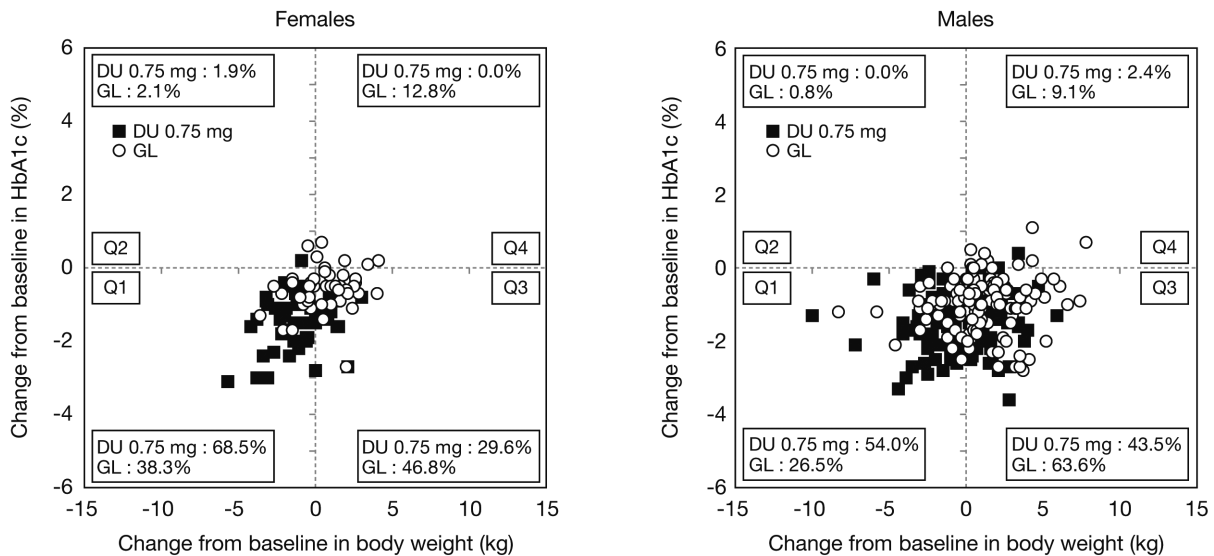 Females
Change from baseline in HbA1c (%)
6
4
2
0
-2
-4
-6
DU 0.75 mg : 1.9%
GL : 2.1%
DU 0.75 mg : 0.0%
GL : 12.8%
DU 0.75 mg
GL
Q2
Q4
Q1
Q3
DU 0.75 mg : 68.5%
GL : 38.3%
DU 0.75 mg : 29.6%
GL : 46.8%
-15
-10
-5
0
5
10
15
Change from baseline in body weight (kg)
Males
Change from baseline in HbA1c (%)
6
4
2
0
-2
-4
-6
DU 0.75 mg : 0.0%
GL : 0.8%
DU 0.75 mg : 2.4%
GL : 9.1%
DU 0.75 mg
GL
Q2
Q4
Q1
Q3
DU 0.75 mg : 54.0%
GL : 26.5%
DU 0.75 mg : 43.5%
GL : 63.6%
-15
-10
-5
0
5
10
15
Change from baseline in body weight (kg)